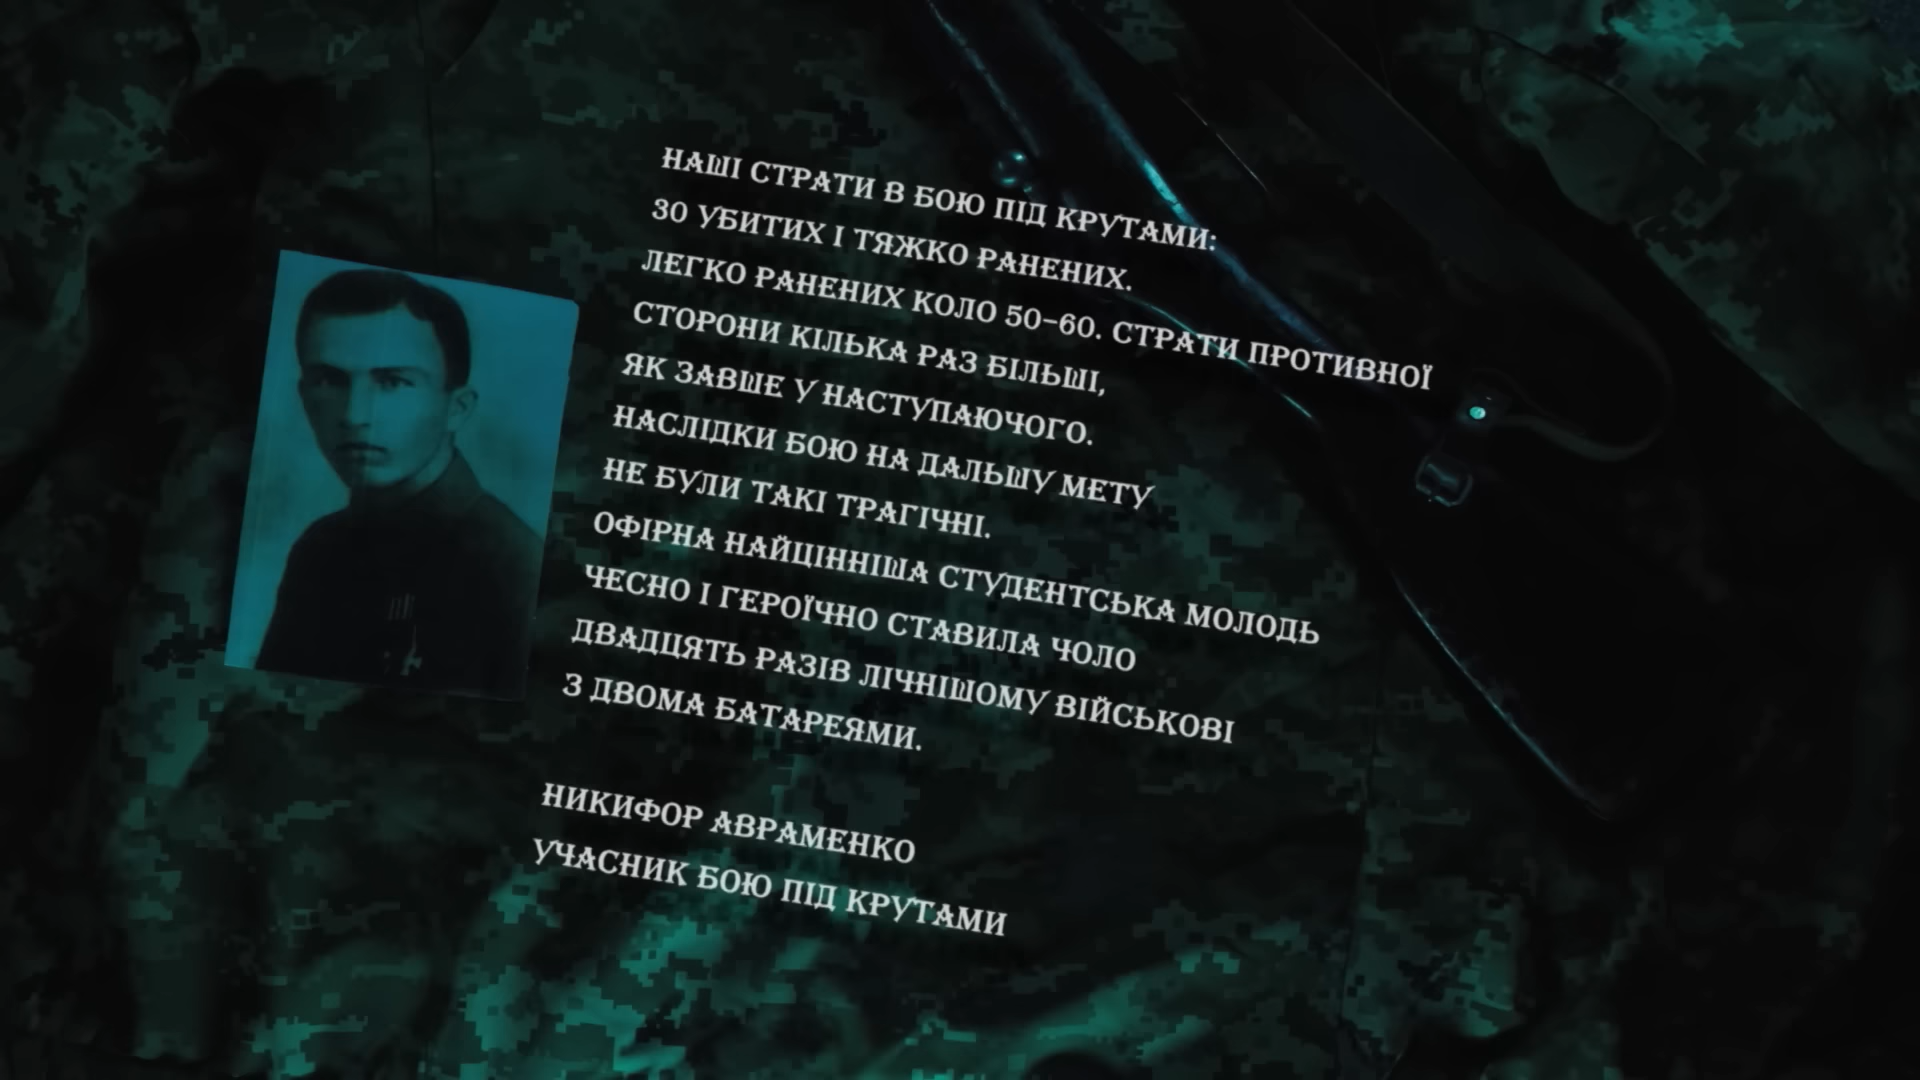 НАШІ СТРАТИ В БОЮ ПІД КРУТАМИ:
30 УБИТИХ І ТЯЖКО РАНЕНИХ.
ЛЕГКО РАНЕНИХ КОЛО 50-60. СТРАТИ ПРОТИВНОЇ
СТОРОНИ КІЛЬКА РАЗ БІЛЬШІ,
ЯК ЗАВШЕ У НАСТУПАЮЧОГО.
НАСЛІДКИ БОЮ НА ДАЛЬШУ МЕТУ
НЕ БУЛИ ТАКІ ТРАГІЧНІ.
ОФІРНА НАЙЦІННІША СТУДЕНТСЬКА МОЛОДЬ
ЧЕСНО І ГЕРОЇЧНО СТАВИЛА ЧОЛО
ДВАДЦЯТЬ РАЗІВ ЛІЧНІШОМУ ВІЙСЬКОВІ
З ДВОМА БАТАРЕЯМИ.
НИКИФОР АВРАМЕНКО
УЧАСНИК БОЮ ПІД КРУТАМИ